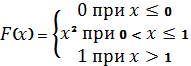 0 при x ≤ 0
F(x) = { x² при 0 < x ≤ 1
1 при x > 1